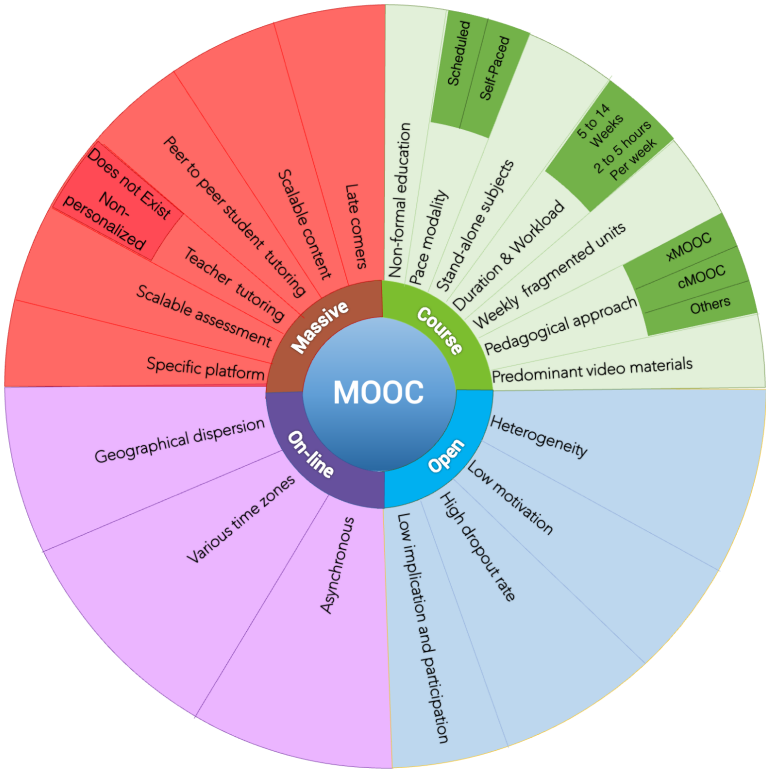 MOOC
Massive
Specific platform
Scalable assessment
Teacher tutoring
Does not Exist
Non-
personalized
Peer to peer student tutoring
Scalable content
Late comers
Course
Non-formal education
Pace modality
Scheduled
Self-Paced
Stand-alone subjects
Duration & Workload
5 to 14
Weeks
2 to 5 hours
Per week
Weekly fragmented units
Pedagogical approach
xMOOC
cMOOC
Others
Predominant video materials
Open
Heterogeneity
Low motivation
High dropout rate
Low implication and participation
On-line
Asynchronous
Various time zones
Geographical dispersion